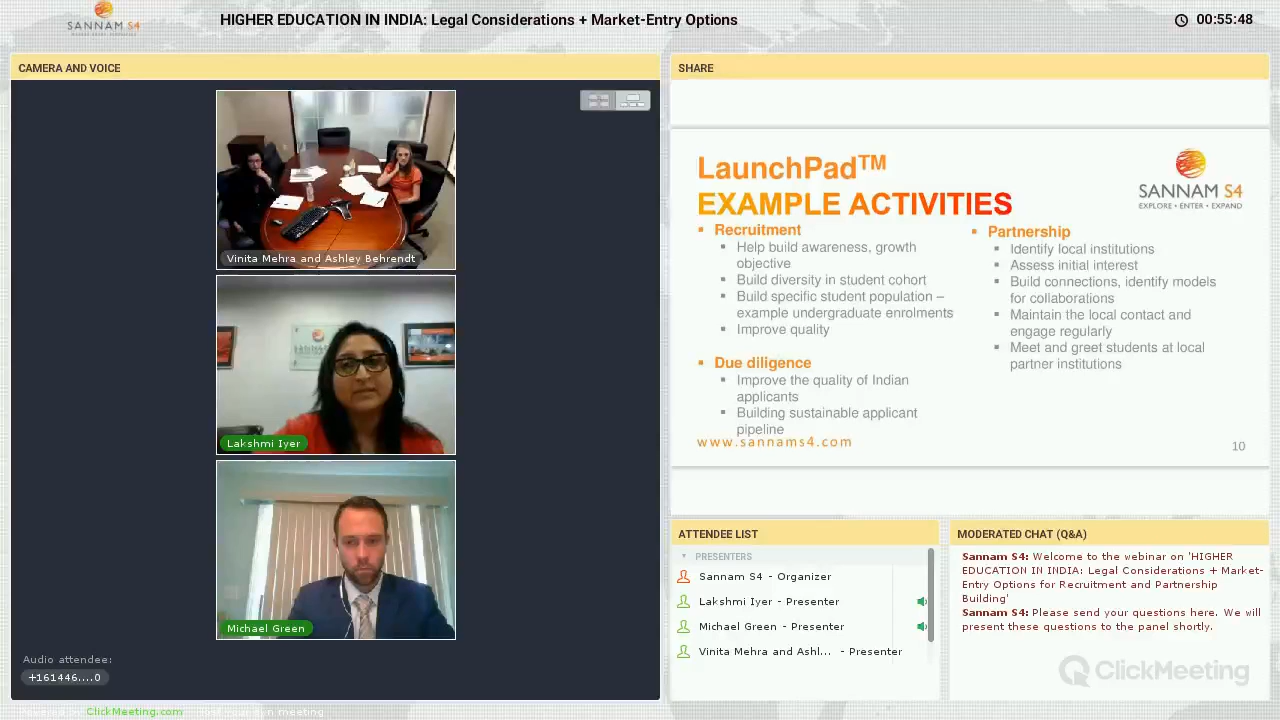 SANNAM S4
HIGHER EDUCATION IN INDIA: Legal Considerations + Market-Entry Options
00:55:48
CAMERA AND VOICE
Vinita Mehra and Ashley Behrendt
Lakshmi Iyer
Michael Green
Audio attendee:
+161446....0
ClickMeeting.com
meeting
SHARE
LaunchPad™
EXAMPLE ACTIVITIES
SANNAM S4
EXPLORE • ENTER • EXPAND
▪ Recruitment
▪ Help build awareness, growth
objective
▪ Build diversity in student cohort
▪ Build specific student population –
example undergraduate enrolments
▪ Improve quality
▪ Due diligence
▪ Improve the quality of Indian
applicants
▪ Building sustainable applicant
pipeline
▪ Partnership
▪ Identify local institutions
▪ Assess initial interest
▪ Build connections, identify models
for collaborations
▪ Maintain the local contact and
engage regularly
▪ Meet and greet students at local
partner institutions
www.sannams4.com
10
ATTENDEE LIST
PRESENTERS
Sannam S4 - Organizer
Lakshmi Iyer - Presenter
Michael Green - Presenter
Vinita Mehra and Ashl... - Presenter
MODERATED CHAT (Q&A)
Sannam S4: Welcome to the webinar on 'HIGHER
EDUCATION IN INDIA: Legal Considerations + Market-
Entry Options for Recruitment and Partnership
Building'
Sannam S4: Please send your questions here. We will
present these questions to the panel shortly.
ClickMeeting